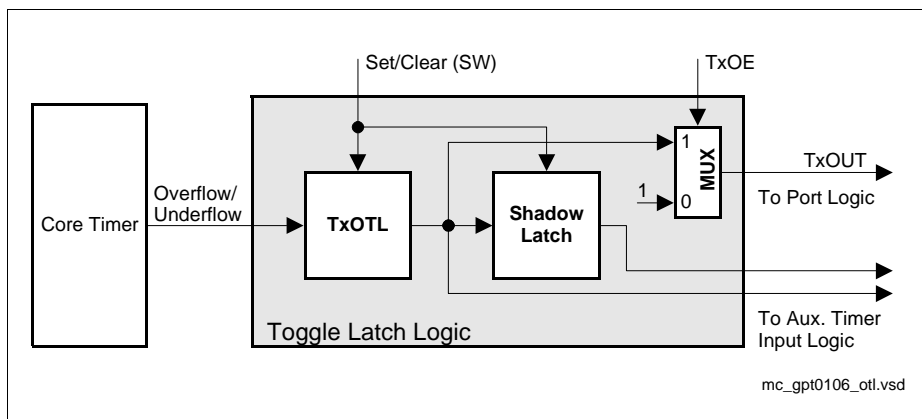 Set/Clear (SW)
TxOE
Core Timer
Overflow/
Underflow
TxOTL
Shadow
Latch
1
MUX
1
0
TxOUT
To Port Logic
To Aux. Timer
Input Logic
Toggle Latch Logic
mc_gpt0106_otl.vsd